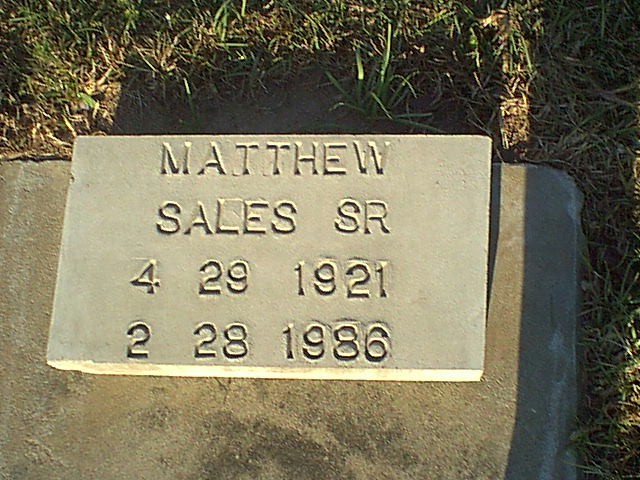 MATTHEW
SALES SR
4 29 1921
2 28 1986